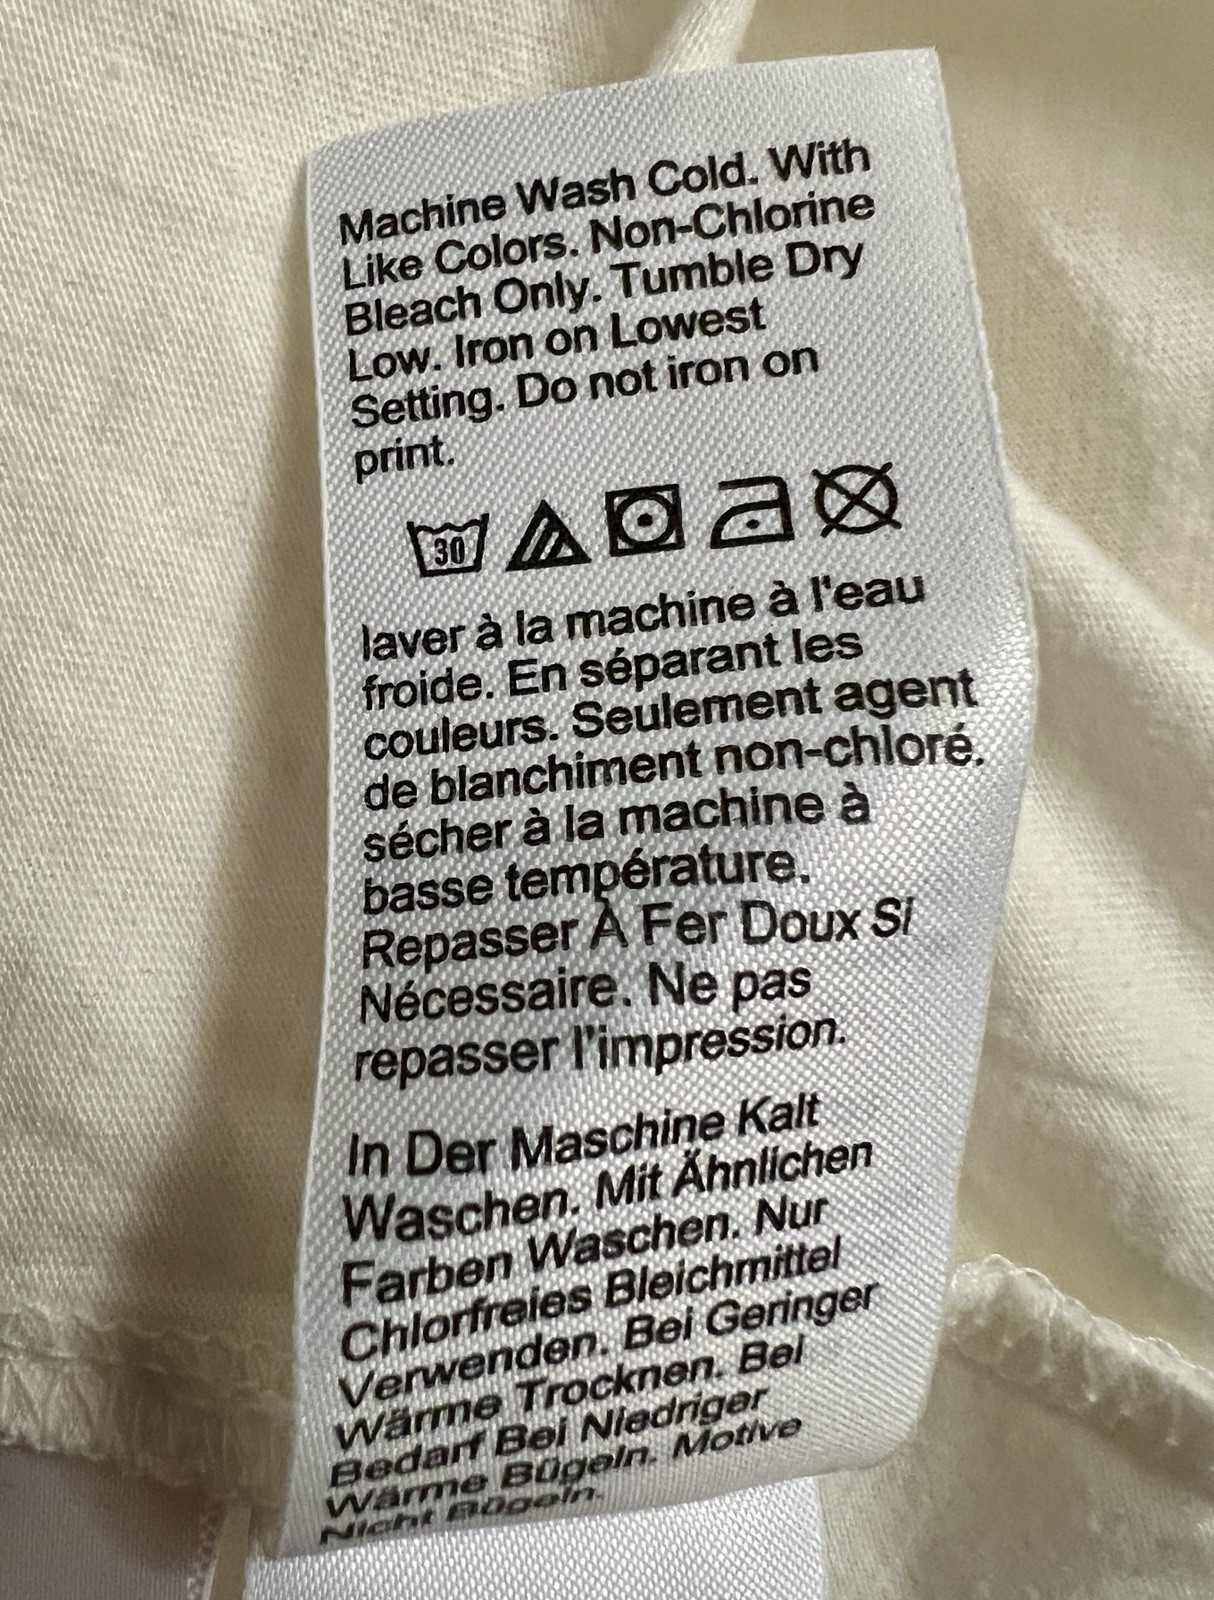 Machine Wash Cold. With
Like Colors. Non-Chlorine
Bleach Only. Tumble Dry
Low. Iron on Lowest
Setting. Do not iron on
print.
30
laver à la machine à l'eau
froide. En séparant les
couleurs. Seulement agent
de blanchiment non-chloré.
sécher à la machine à
basse température.
Repasser À Fer Doux Si
Nécessaire. Ne pas
repasser l'impression.
In Der Maschine Kalt
Waschen. Mit Ähnlichen
Farben Waschen. Nur
Chlorfreies Bleichmittel
Verwenden. Bei Geringer
Wärme Trocknen. Bei
Bedarf Bei Niedriger
Wärme Bügeln. Motive
Nicht Bügeln.